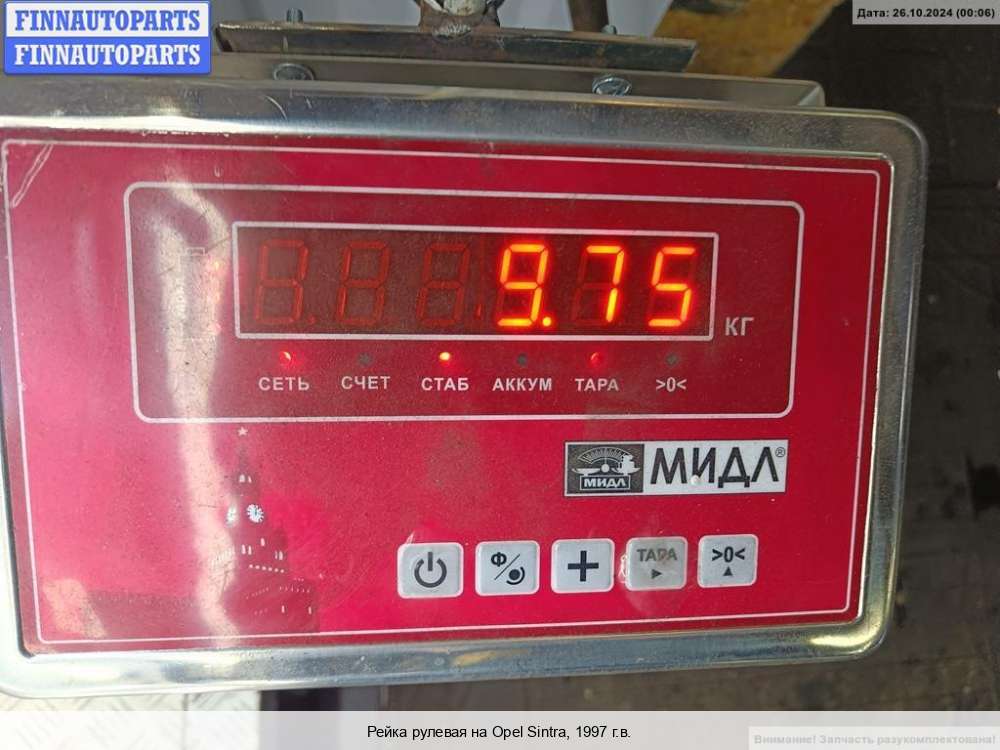 FINNAUTOPARTS
FINNAUTOPARTS
Дата: 26.10.2024 (00:06)
9.75
КГ
СЕТЬ СЧЕТ СТАБ АККУМ ТАРА >0<
МИДЛ МИДЛ®
Ф ТАРА >0<
Рейка рулевая на Opel Sintra, 1997 г.в.
Внимание! Запчасть разукомплектована!